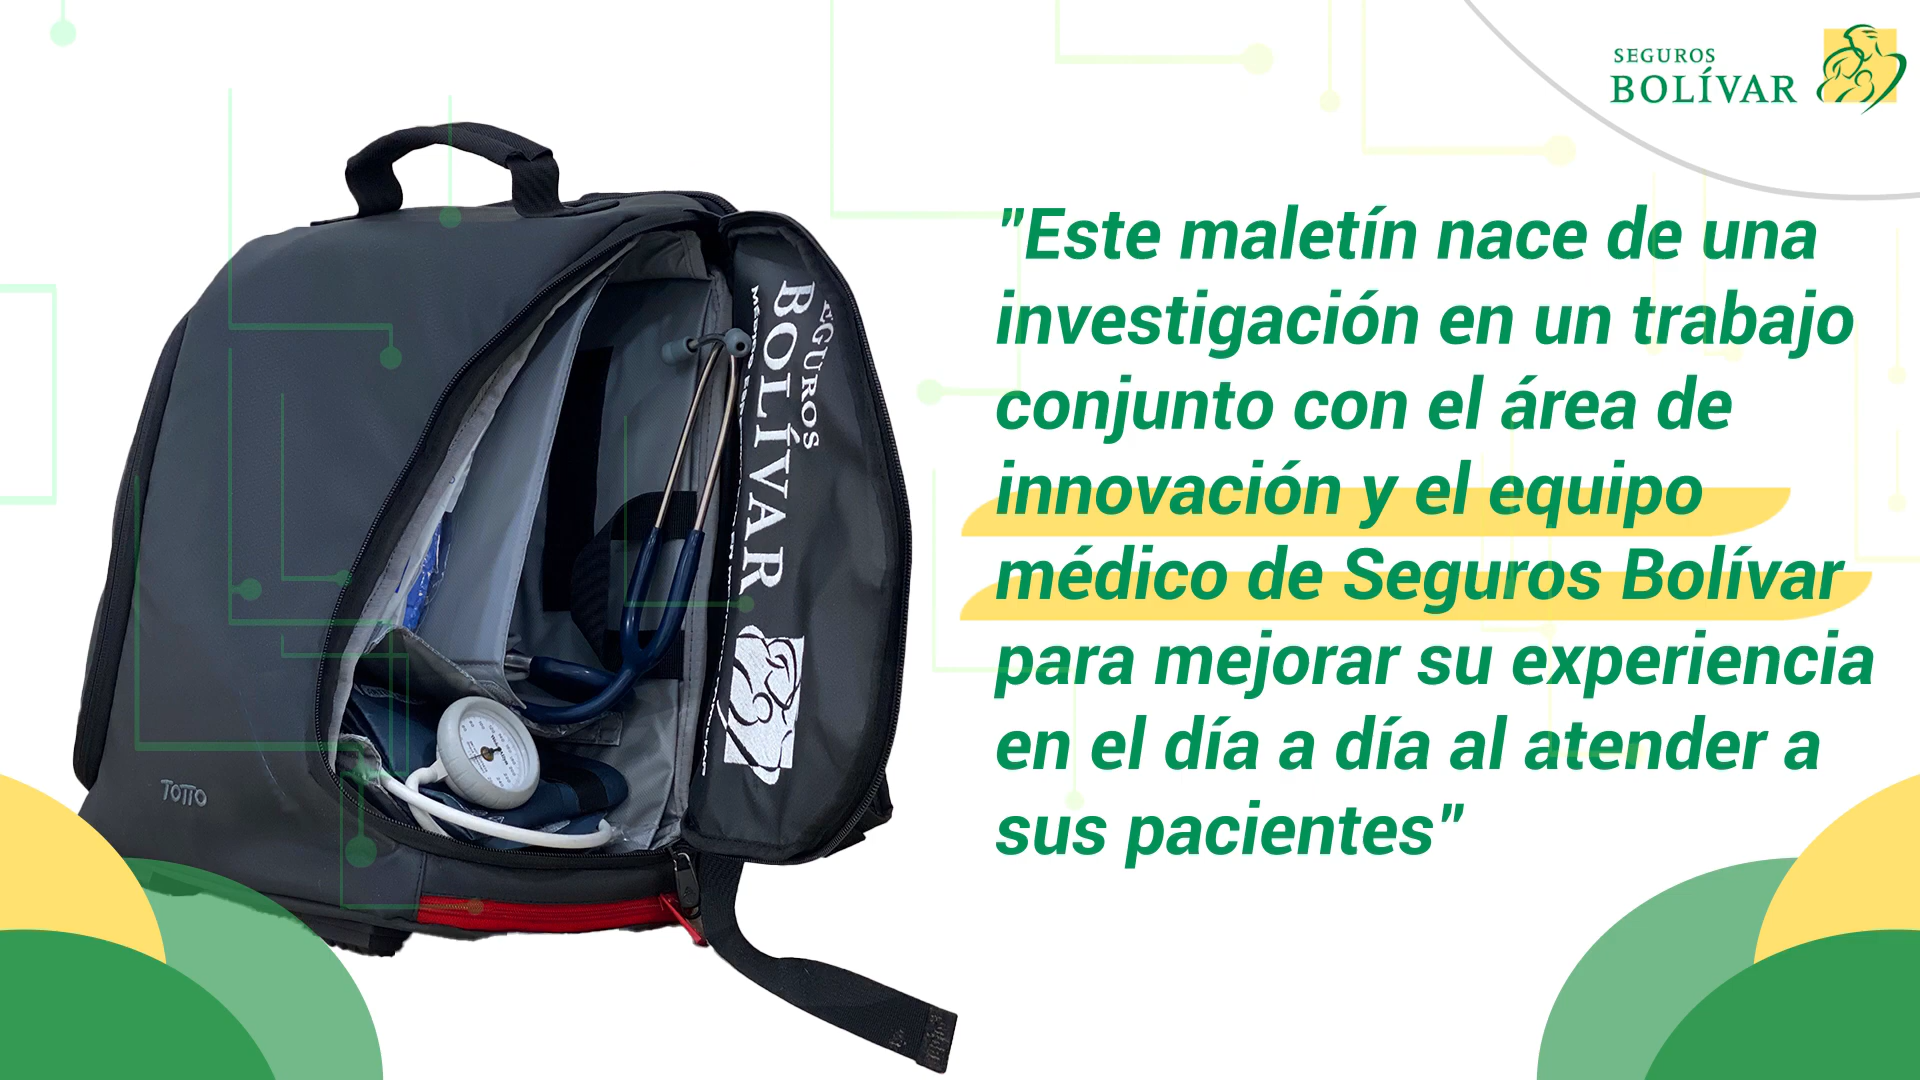 SEGUROS
BOLÍVAR
"Este maletín nace de una
investigación en un trabajo
conjunto con el área de
innovación y el equipo
médico de Seguros Bolívar
para mejorar su experiencia
en el día a día al atender a
sus pacientes"
BOLÍVAR
TOTTO